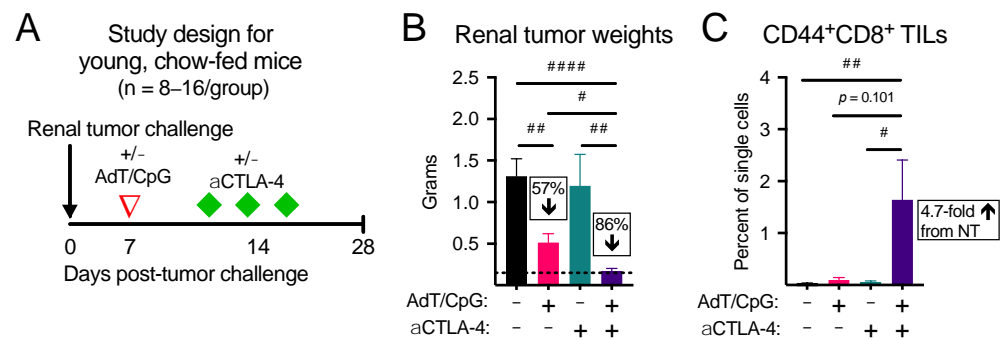 A
Study design for
young, chow-fed mice
(n = 8–16/group)
Renal tumor challenge
+/-
AdT/CpG
+/-
aCTLA-4
0
7
14
28
Days post-tumor challenge
B
Renal tumor weights
Grams
2.5
2.0
1.5
1.0
0.5
####
#
##
##
57%
86%
AdT/CpG: - + - +
aCTLA-4: - - + +
C
CD44+CD8+ TILs
Percent of single cells
4
3
2
1
##
p = 0.101
#
4.7-fold
from NT
AdT/CpG: - + - +
aCTLA-4: - - + +